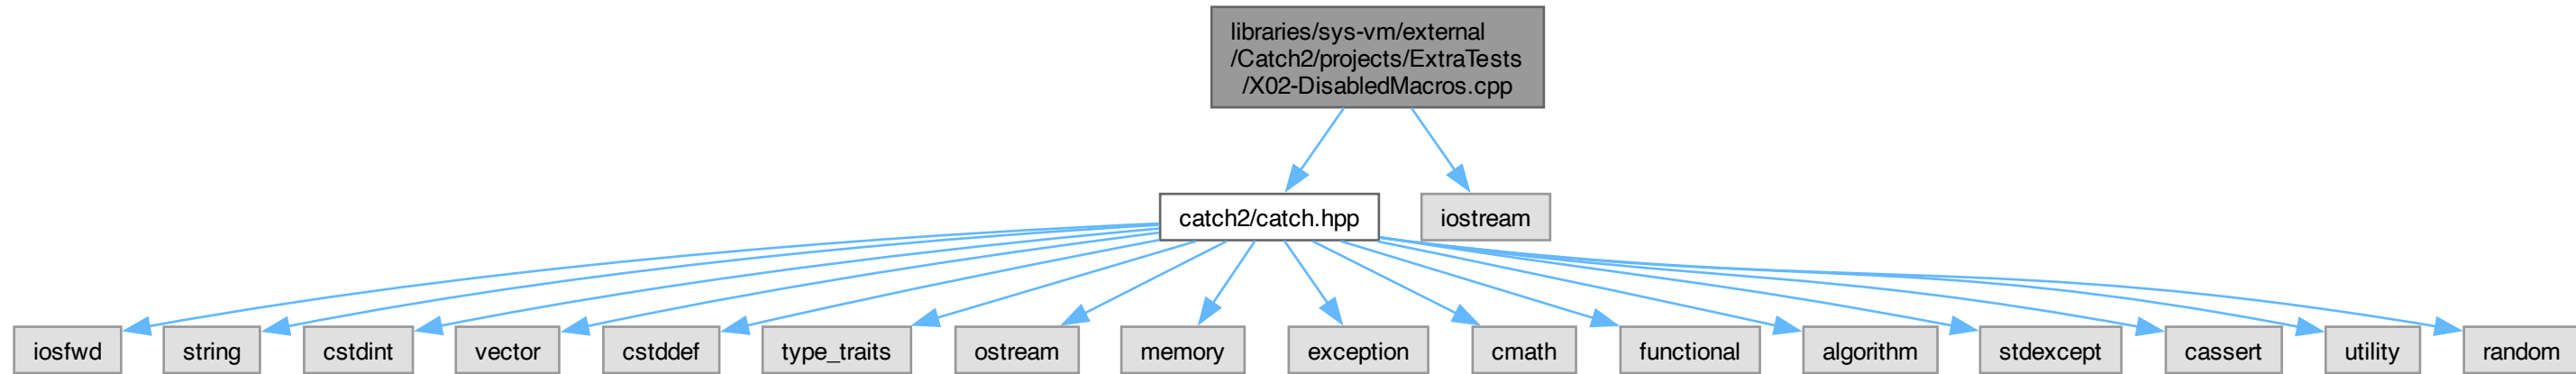 libraries/sys-vm/external
/Catch2/projects/ExtraTests
/X02-DisabledMacros.cpp
catch2/catch.hpp
iostream
iosfwd
string
cstdint
vector
cstddef
type_traits
ostream
memory
exception
cmath
functional
algorithm
stdexcept
cassert
utility
random